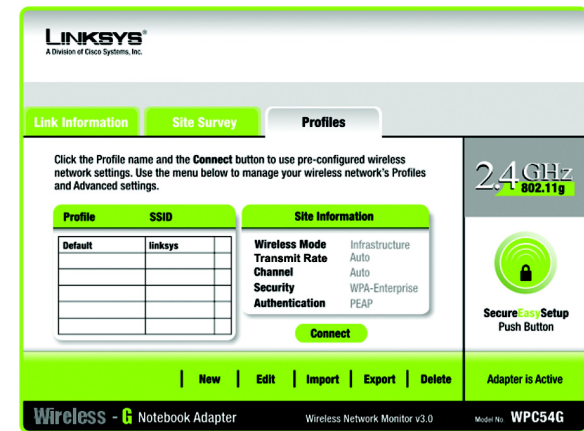 LINKSYS®
A Division of Cisco Systems, Inc.
Link Information
Site Survey
Profiles
Click the Profile name and the Connect button to use pre-configured wireless
network settings. Use the menu below to manage your wireless network's Profiles
and Advanced settings.
Profile SSID
Default linksys
Site Information
Wireless Mode Infrastructure
Transmit Rate Auto
Channel Auto
Security WPA-Enterprise
Authentication PEAP
Connect
2.4 GHz
802.11g
SecureEasySetup
Push Button
New | Edit | Import | Export | Delete
Adapter is Active
Wireless - G Notebook Adapter
Wireless Network Monitor v3.0
Model No. WPC54G